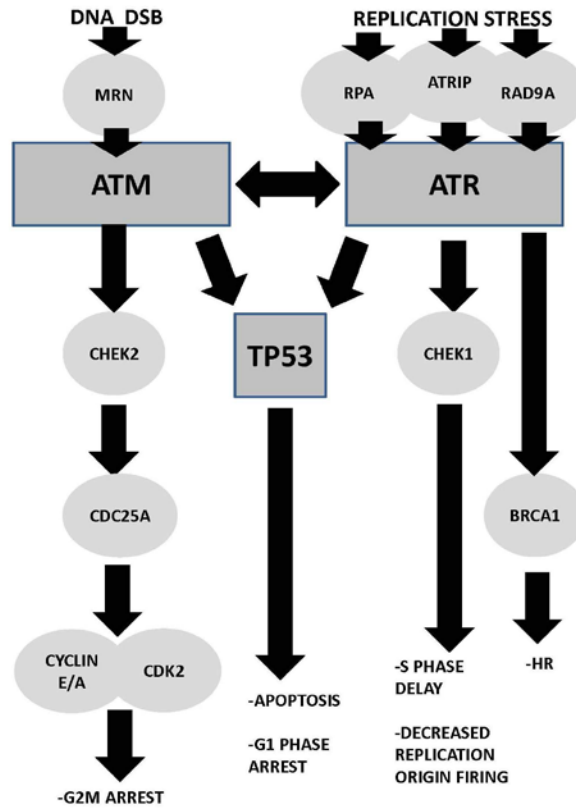 DNA DSB
REPLICATION STRESS
MRN
RPA
ATRIP
RAD9A
ATM
ATR
CHEK2
TP53
CHEK1
CDC25A
BRCA1
CYCLIN
E/A
CDK2
-S PHASE
DELAY
-HR
-APOPTOSIS
-G1 PHASE
ARREST
-DECREASED
REPLICATION
ORIGIN FIRING
-G2M ARREST